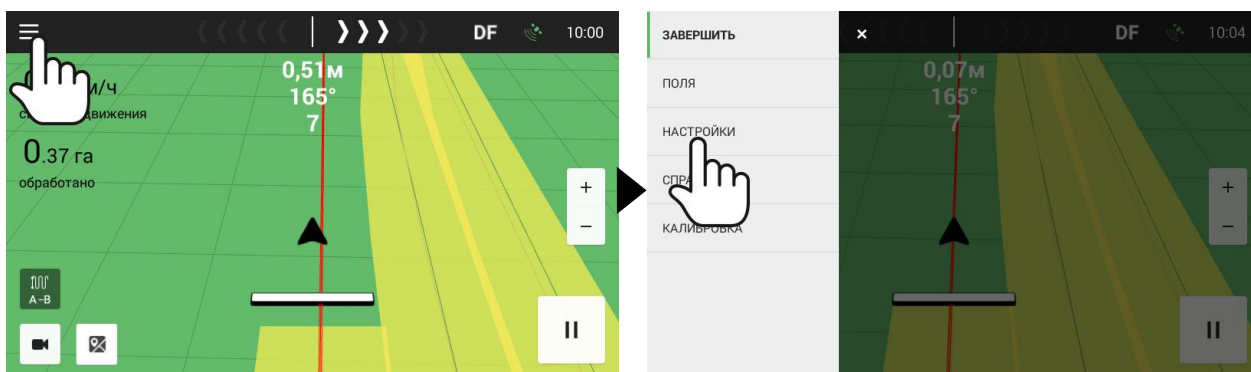 DF
10:00
0,51м
165°
7
обработано
0.37 га
+
−
A-B
ЗАВЕРШИТЬ
ПОЛЯ
НАСТРОЙКИ
КАЛИБРОВКА
×
DF
10:04
0,07м
165°
7
+
−